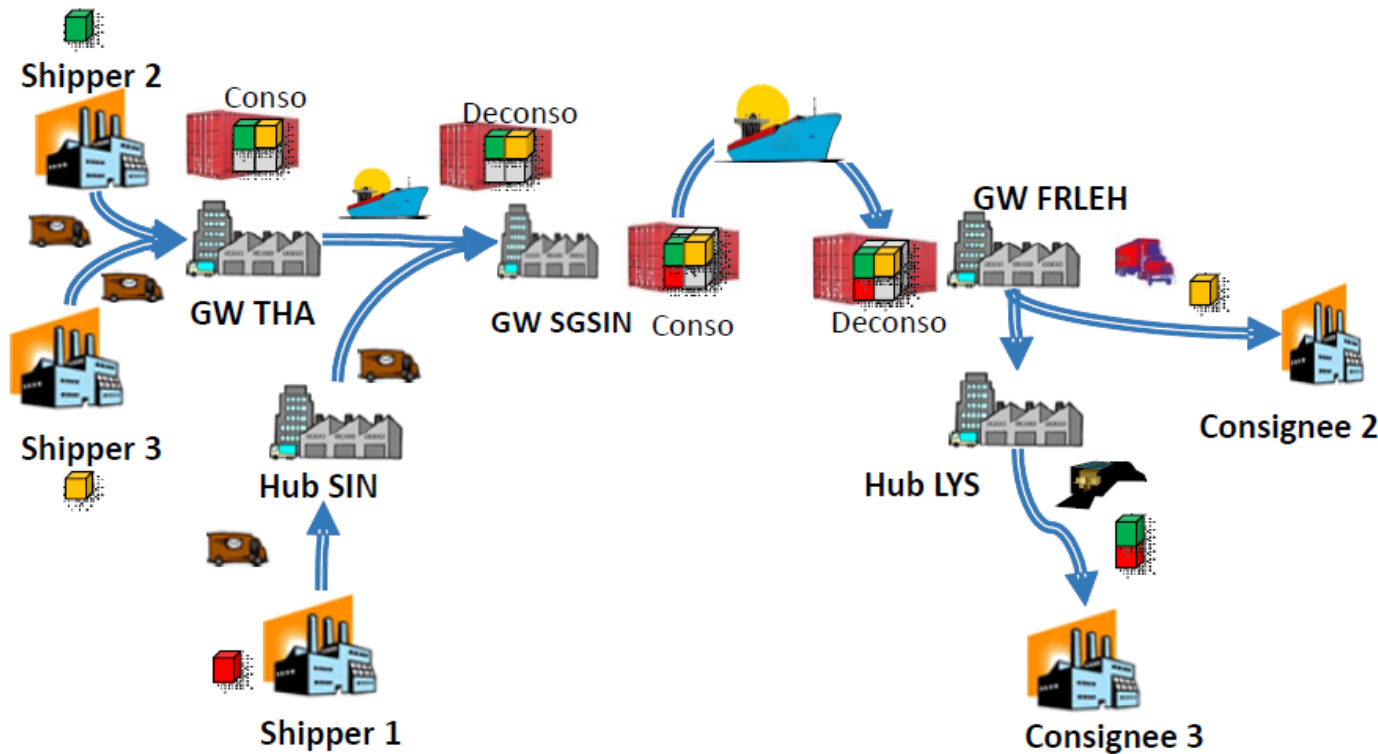 Shipper 2
Conso
Deconso
GW FRLEH
GW THA
GW SGSIN
Conso
Deconso
Shipper 3
Hub SIN
Hub LYS
Consignee 2
Shipper 1
Consignee 3